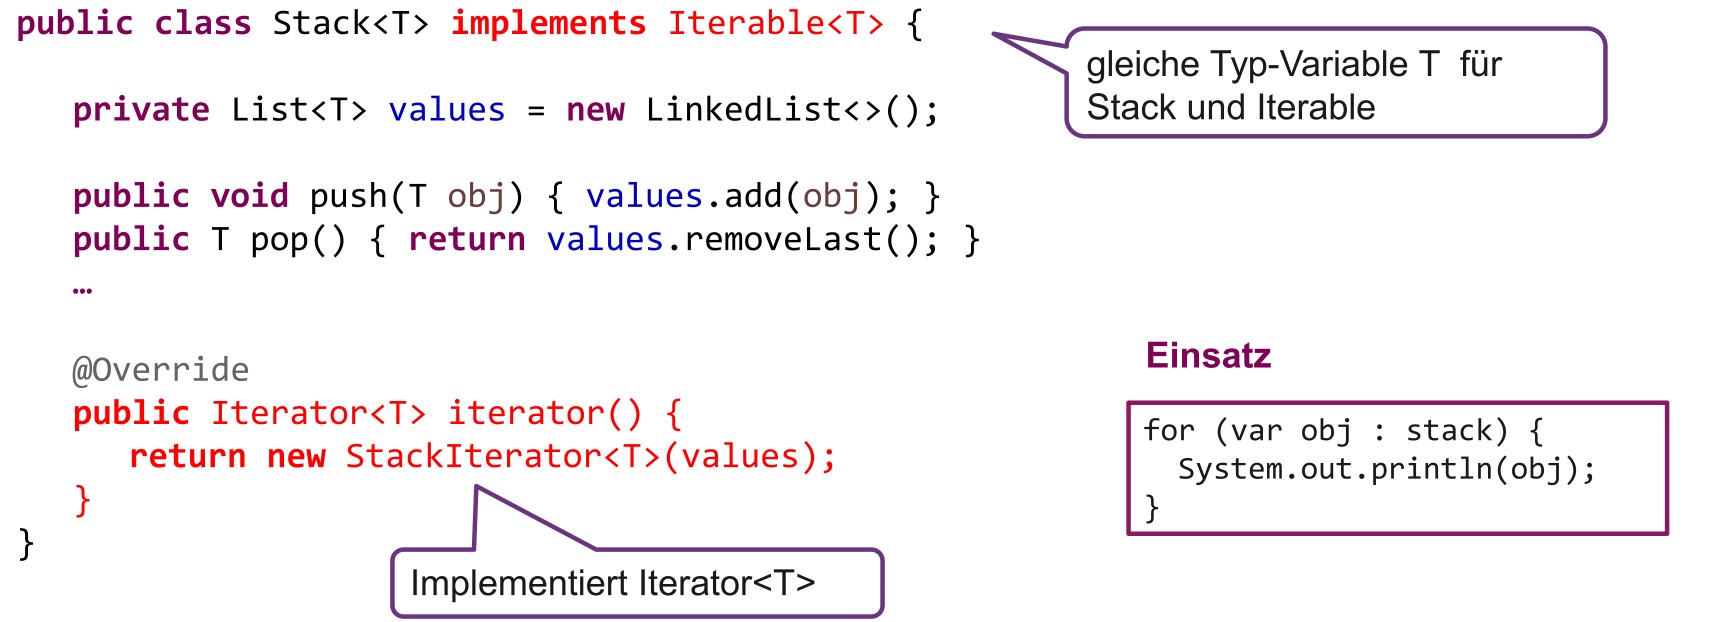 public class Stack<T> implements Iterable<T> {
gleiche Typ-Variable T für
Stack und Iterable
private List<T> values = new LinkedList<>();
public void push(T obj) { values.add(obj); }
public T pop() { return values.removeLast(); }
…
@Override
public Iterator<T> iterator() {
return new StackIterator<T>(values);
}
}
Implementiert Iterator<T>
Einsatz
for (var obj : stack) {
System.out.println(obj);
}